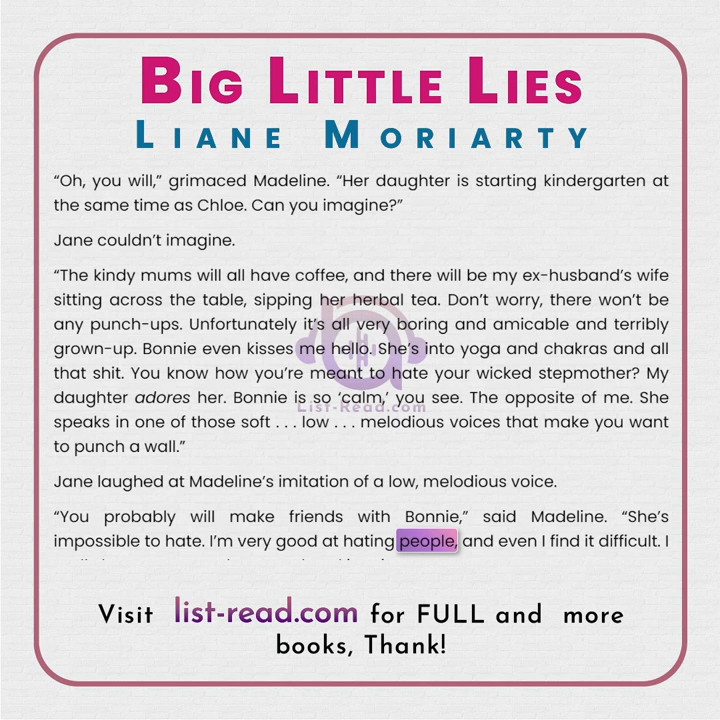 BIG LITTLE LIES
LIANE MORIARTY
“Oh, you will,” grimaced Madeline. “Her daughter is starting kindergarten at
the same time as Chloe. Can you imagine?”
Jane couldn’t imagine.
“The kindy mums will all have coffee, and there will be my ex-husband’s wife
sitting across the table, sipping her herbal tea. Don’t worry, there won’t be
any punch-ups. Unfortunately it’s all very boring and amicable and terribly
grown-up. Bonnie even kisses me hello. She’s into yoga and chakras and all
that shit. You know how you’re meant to hate your wicked stepmother? My
daughter adores her. Bonnie is so ‘calm,’ you see. The opposite of me. She
speaks in one of those soft . . . low . . . melodious voices that make you want
to punch a wall.”
List-Read.com
Jane laughed at Madeline’s imitation of a low, melodious voice.
“You probably will make friends with Bonnie,” said Madeline. “She’s
impossible to hate. I’m very good at hating people, and even I find it difficult. I
Visit list-read.com for FULL and more
books, Thank!